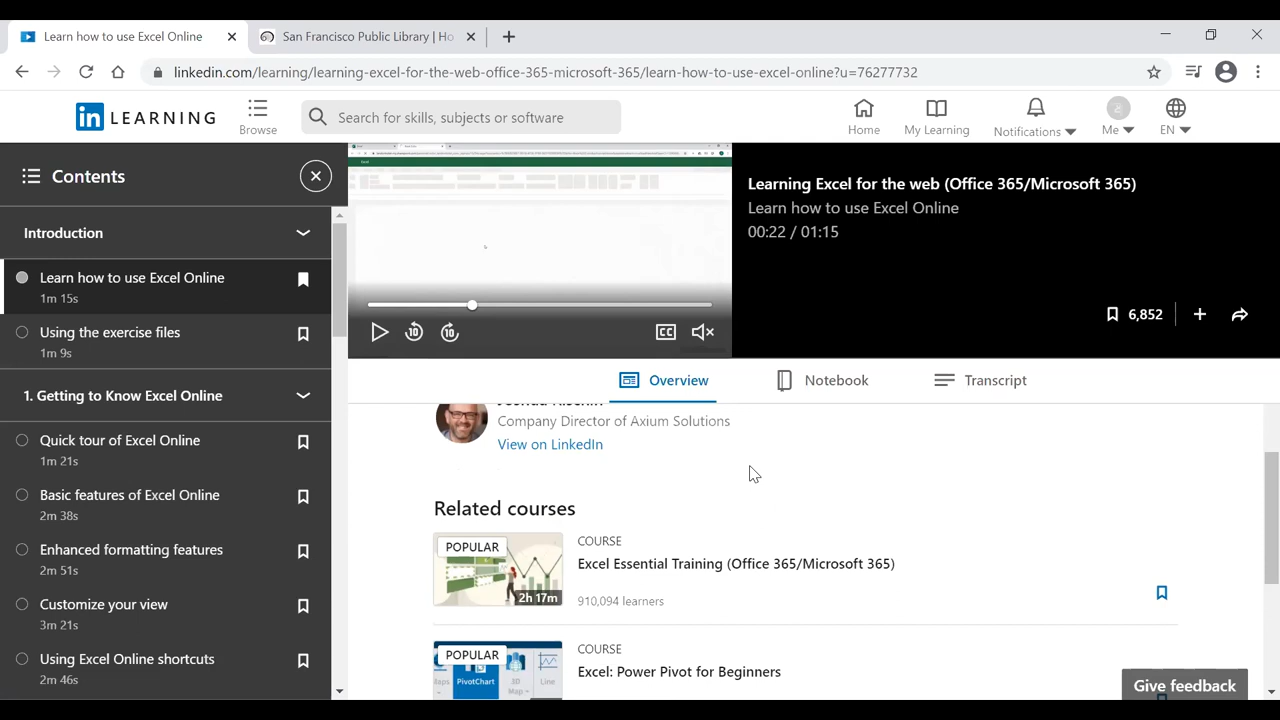 Learn how to use Excel Online
San Francisco Public Library | Ho
linkedin.com/learning/learning-excel-for-the-web-office-365-microsoft-365/learn-how-to-use-excel-online?u=76277732
in LEARNING
Browse
Search for skills, subjects or software
Home
My Learning
Notifications
Me
EN
Contents
Introduction
Learn how to use Excel Online
1m 15s
Using the exercise files
1m 9s
1. Getting to Know Excel Online
Quick tour of Excel Online
1m 21s
Basic features of Excel Online
2m 38s
Enhanced formatting features
2m 51s
Customize your view
3m 21s
Using Excel Online shortcuts
2m 46s
10
10
CC
Learning Excel for the web (Office 365/Microsoft 365)
Learn how to use Excel Online
00:22 / 01:15
6,852
Overview
Notebook
Transcript
Company Director of Axium Solutions
View on LinkedIn
Related courses
POPULAR
2h 17m
COURSE
Excel Essential Training (Office 365/Microsoft 365)
910,094 learners
POPULAR
PivotChart
3D
Map
Line
COURSE
Excel: Power Pivot for Beginners
Give feedback